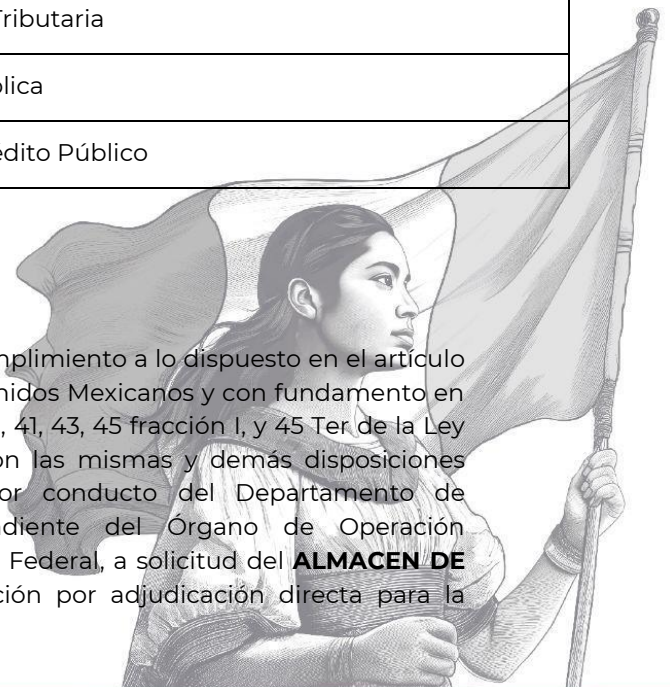 Tributaria
blica
édito Público
mplimiento a lo dispuesto en el artículo
nidos Mexicanos y con fundamento en
, 41, 43, 45 fracción I, y 45 Ter de la Ley
on las mismas y demás disposiciones
or conducto del Departamento de
ndiente del Órgano de Operación
Federal, a solicitud del ALMACEN DE
ción por adjudicación directa para la